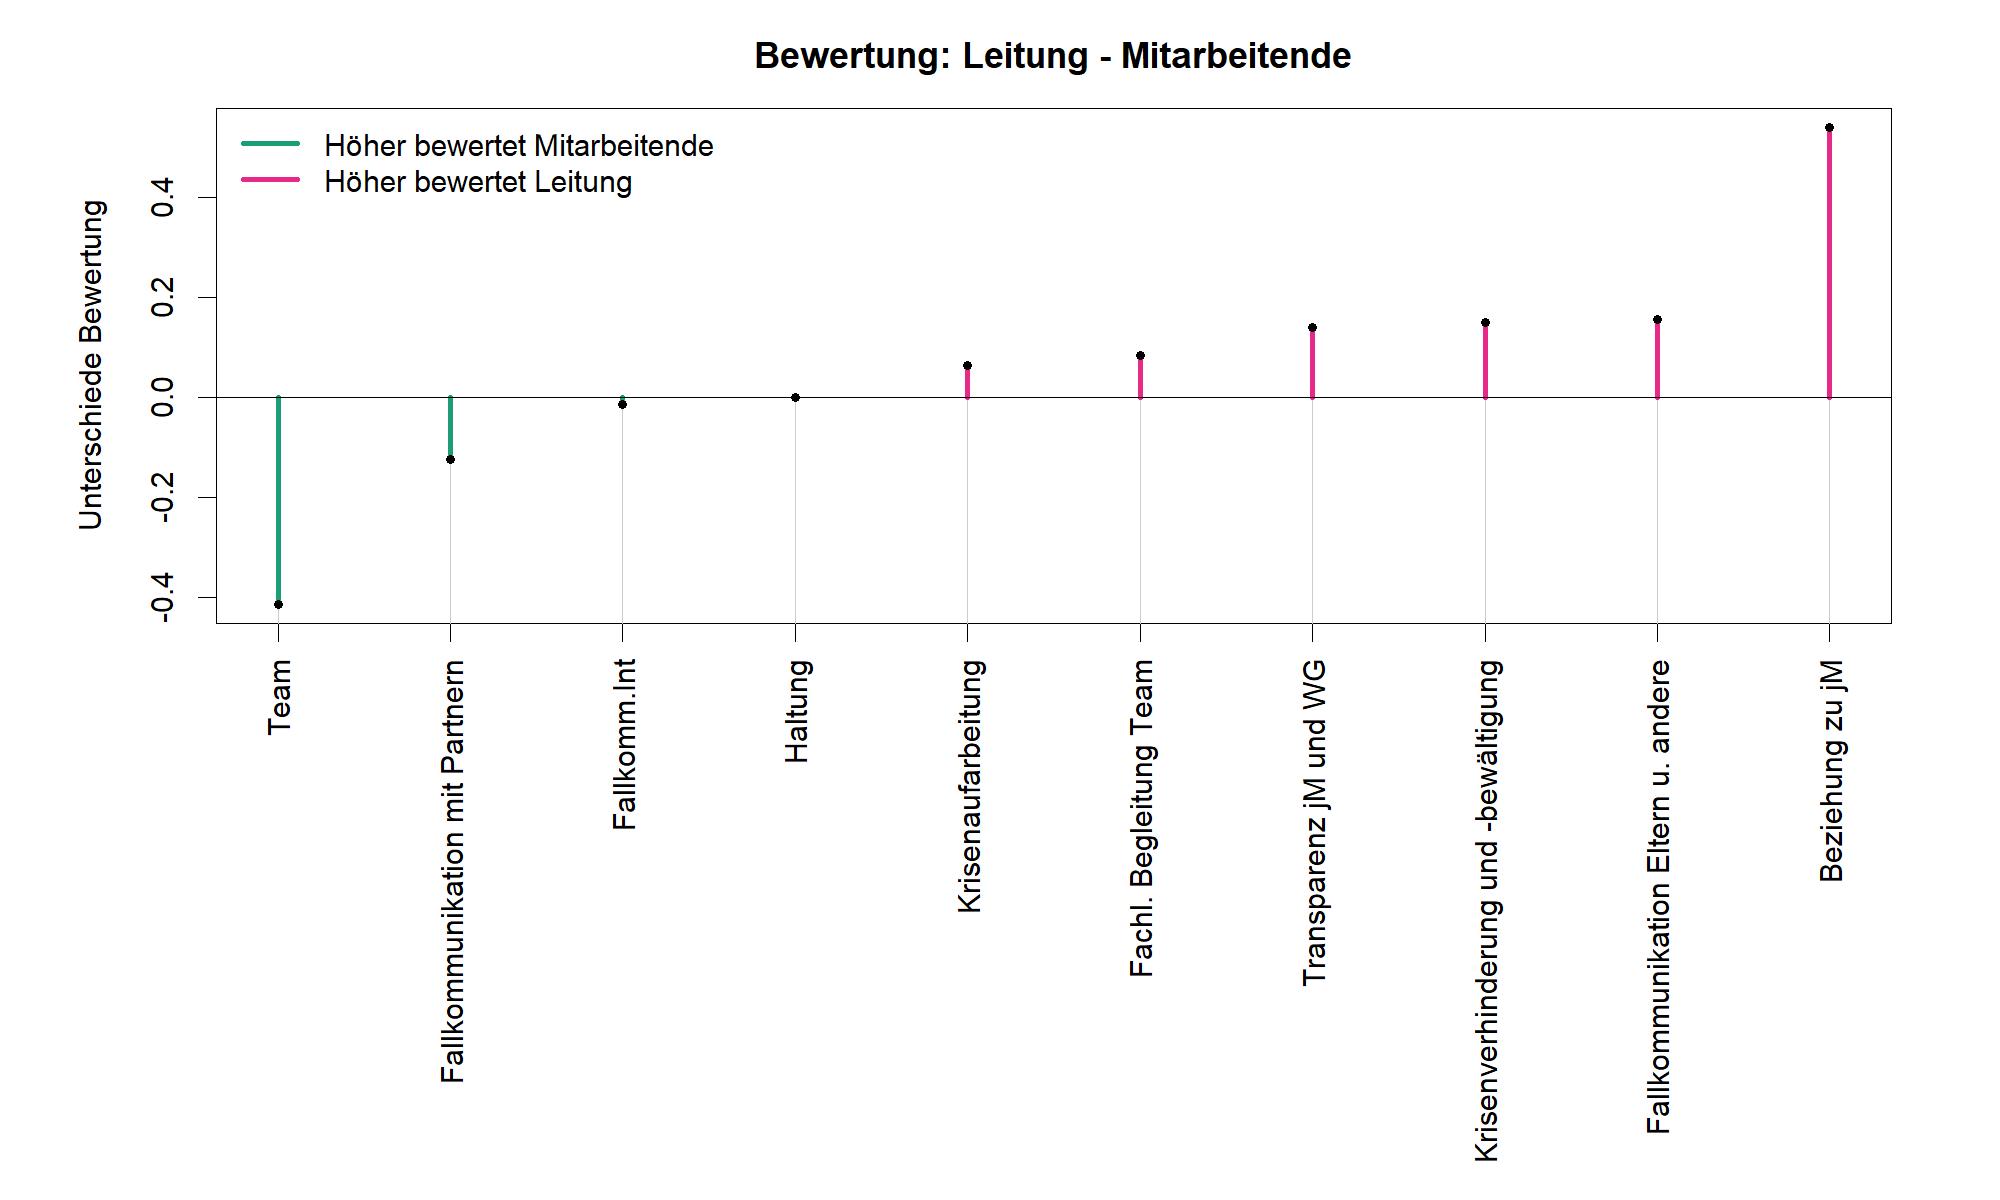 Bewertung: Leitung - Mitarbeitende
Höher bewertet Mitarbeitende
Höher bewertet Leitung
Unterschiede Bewertung
0.4
0.2
0.0
-0.2
-0.4
Team
Fallkommunikation mit Partnern
Fallkomm.Int
Haltung
Krisenaufarbeitung
Fachl. Begleitung Team
Transparenz jM und WG
Krisenverhinderung und -bewältigung
Fallkommunikation Eltern u. andere
Beziehung zu jM